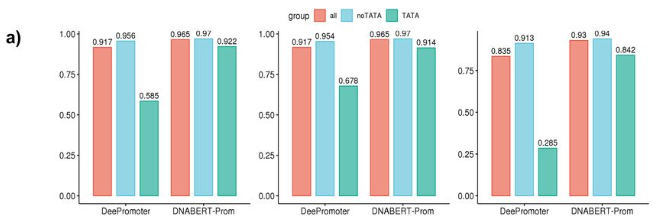 group all noTATA TATA
a)
1.00 0.75 0.50 0.25 0.00
0.917 0.956 0.585 0.965 0.97 0.922
DeePromoter DNABERT-Prom
1.00 0.75 0.50 0.25 0.00
0.917 0.954 0.678 0.965 0.97 0.914
DeePromoter DNABERT-Prom
0.75 0.50 0.25 0.00
0.835 0.913 0.285 0.93 0.94 0.842
DeePromoter DNABERT-Prom